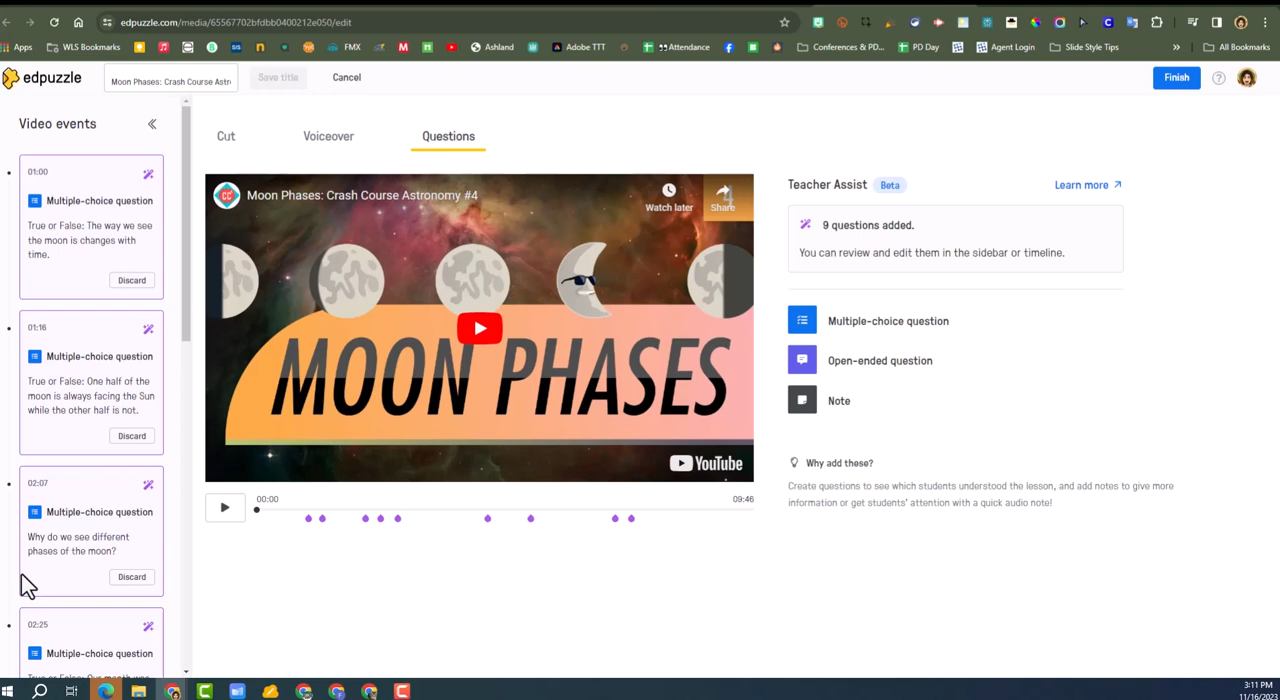 edpuzzle.com/media/65567702bfdbb0400212e050/edit
Apps WLS Bookmarks FMX Ashland Adobe TTT Attendance Conferences & PD... PD Day Agent Login Slide Style Tips » All Bookmarks
edpuzzle Moon Phases: Crash Course Astr Save title Cancel Finish ?
Video events
Cut Voiceover Questions
01:00
Multiple-choice question
True or False: The way we see
the moon is changes with
time.
Discard
01:16
Multiple-choice question
True or False: One half of the
moon is always facing the Sun
while the other half is not.
Discard
02:07
Multiple-choice question
Why do we see different
phases of the moon?
Discard
02:25
Multiple-choice question
True or False: Our month was
CC
Moon Phases: Crash Course Astronomy #4
Watch later
Share
MOON PHASES
YouTube
00:00 09:46
Teacher Assist Beta Learn more
9 questions added.
You can review and edit them in the sidebar or timeline.
Multiple-choice question
Open-ended question
Note
Why add these?
Create questions to see which students understood the lesson, and add notes to give more
information or get students' attention with a quick audio note!
3:11 PM
11/16/2023